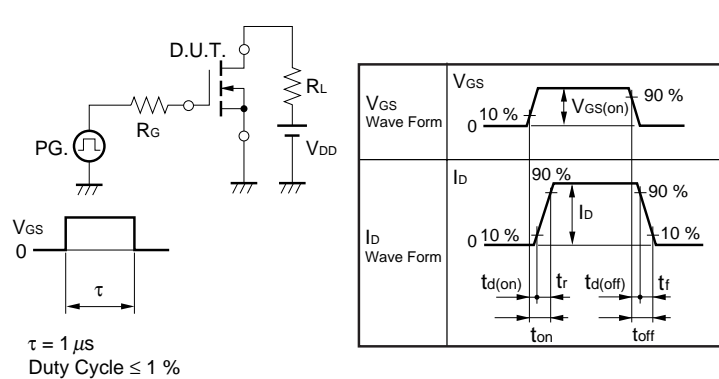 D.U.T.
RL
RG
PG.
VDD
VGS
0
τ
τ = 1 μs
Duty Cycle ≤ 1 %
VGS
Wave Form
VGS
10 %
0
VGS(on)
90 %
ID
Wave Form
ID
90 %
90 %
ID
0 10 %
10 %
td(on) tr td(off) tf
ton toff